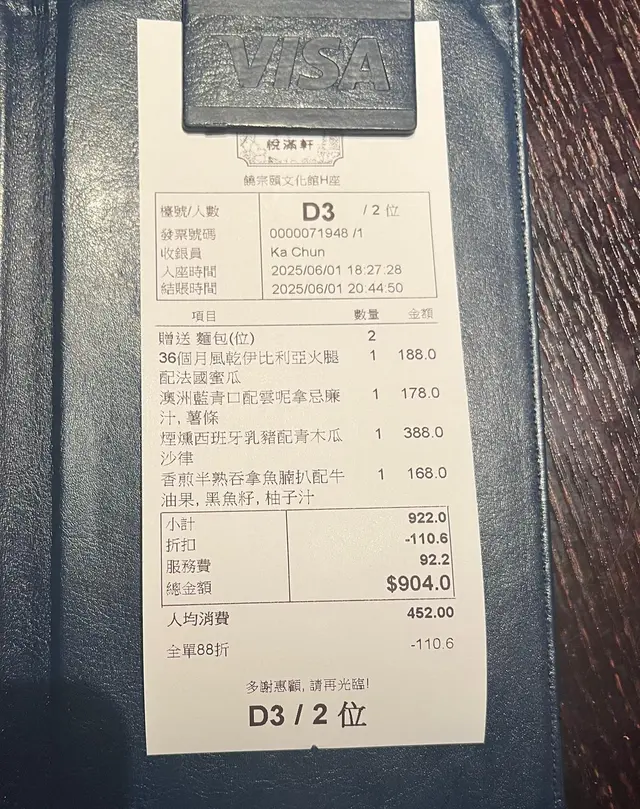 VISA
悅滿軒
饒宗頤文化館H座
檯號/人數 D3 / 2 位
發票號碼 0000071948 /1
收銀員 Ka Chun
入座時間 2025/06/01 18:27:28
結賬時間 2025/06/01 20:44:50
項目 數量 金額
贈送 麵包(位) 2
36個月風乾伊比利亞火腿 1 188.0
配法國蜜瓜
澳洲藍青口配雲呢拿忌廉 1 178.0
汁, 薯條
煙燻西班牙乳豬配青木瓜 1 388.0
沙律
香煎半熟吞拿魚腩扒配牛 1 168.0
油果, 黑魚籽, 柚子汁
小計 922.0
折扣 -110.6
服務費 92.2
總金額 $904.0
人均消費 452.00
全單88折 -110.6
多謝惠顧, 請再光臨!
D3 / 2 位